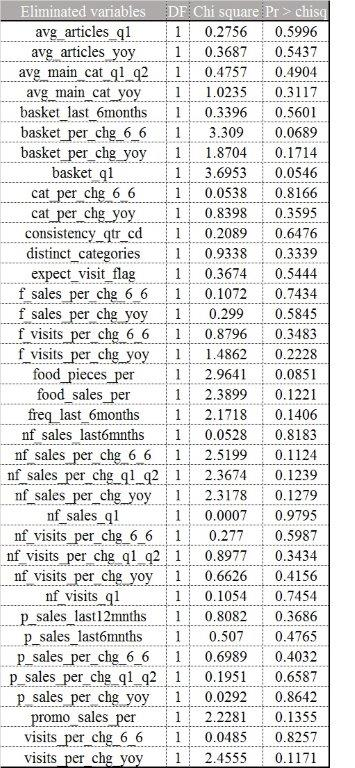 Eliminated variables DF Chi square Pr > chisq
avg_articles_q1 1 0.2756 0.5996
avg_articles_yoy 1 0.3687 0.5437
avg_main_cat_q1_q2 1 0.4757 0.4904
avg_main_cat_yoy 1 1.0235 0.3117
basket_last_6months 1 0.3396 0.5601
basket_per_chg_6_6 1 3.309 0.0689
basket_per_chg_yoy 1 1.8704 0.1714
basket_q1 1 3.6953 0.0546
cat_per_chg_6_6 1 0.0538 0.8166
cat_per_chg_yoy 1 0.8398 0.3595
consistency_qtr_cd 1 0.2089 0.6476
distinct_categories 1 0.9338 0.3339
expect_visit_flag 1 0.3674 0.5444
f_sales_per_chg_6_6 1 0.1072 0.7434
f_sales_per_chg_yoy 1 0.299 0.5845
f_visits_per_chg_6_6 1 0.8796 0.3483
f_visits_per_chg_yoy 1 1.4862 0.2228
food_pieces_per 1 2.9641 0.0851
food_sales_per 1 2.3899 0.1221
freq_last_6months 1 2.1718 0.1406
nf_sales_last6mnths 1 0.0528 0.8183
nf_sales_per_chg_6_6 1 2.5199 0.1124
nf_sales_per_chg_q1_q2 1 2.3674 0.1239
nf_sales_per_chg_yoy 1 2.3178 0.1279
nf_sales_q1 1 0.0007 0.9795
nf_visits_per_chg_6_6 1 0.277 0.5987
nf_visits_per_chg_q1_q2 1 0.8977 0.3434
nf_visits_per_chg_yoy 1 0.6626 0.4156
nf_visits_q1 1 0.1054 0.7454
p_sales_last12mnths 1 0.8082 0.3686
p_sales_last6mnths 1 0.507 0.4765
p_sales_per_chg_6_6 1 0.6989 0.4032
p_sales_per_chg_q1_q2 1 0.1951 0.6587
p_sales_per_chg_yoy 1 0.0292 0.8642
promo_sales_per 1 2.2281 0.1355
visits_per_chg_6_6 1 0.0485 0.8257
visits_per_chg_yoy 1 2.4555 0.1171